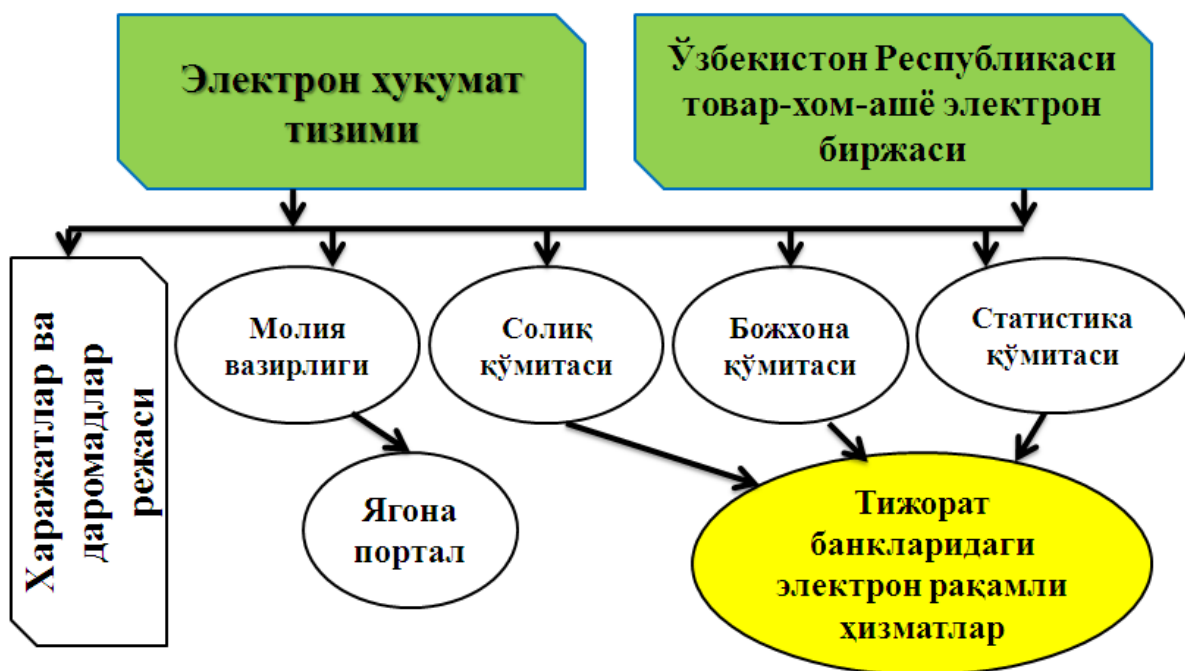 Электрон ҳукумат
тизими
Ўзбекистон Республикаси
товар-хом-ашё электрон
биржаси
Харажатлар ва
даромадлар
режаси
Молия
вазирлиги
Солиқ
қўмитаси
Божхона
қўмитаси
Статистика
қўмитаси
Ягона
портал
Тижорат
банкларидаги
электрон рақамли
ҳизматлар